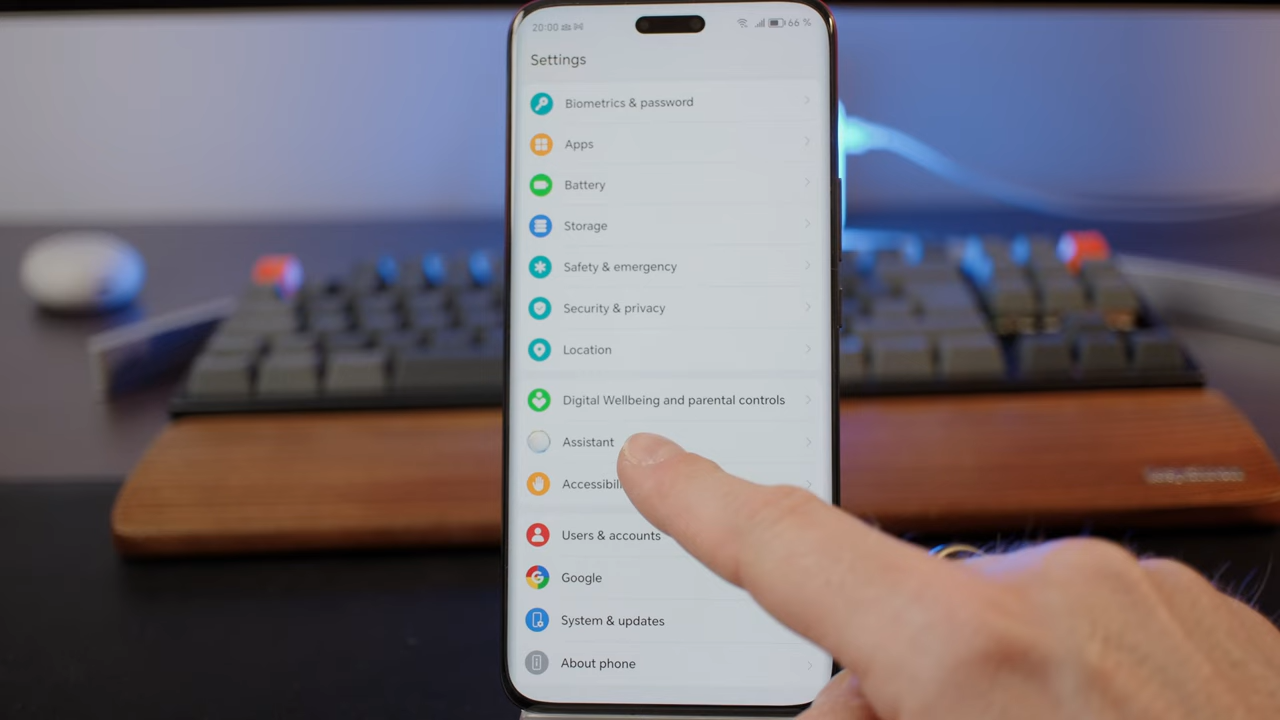 20:00
66 %
Settings
Biometrics & password
Apps
Battery
Storage
Safety & emergency
Security & privacy
Location
Digital Wellbeing and parental controls
Assistant
Accessibili
Users & accounts
Google
System & updates
About phone